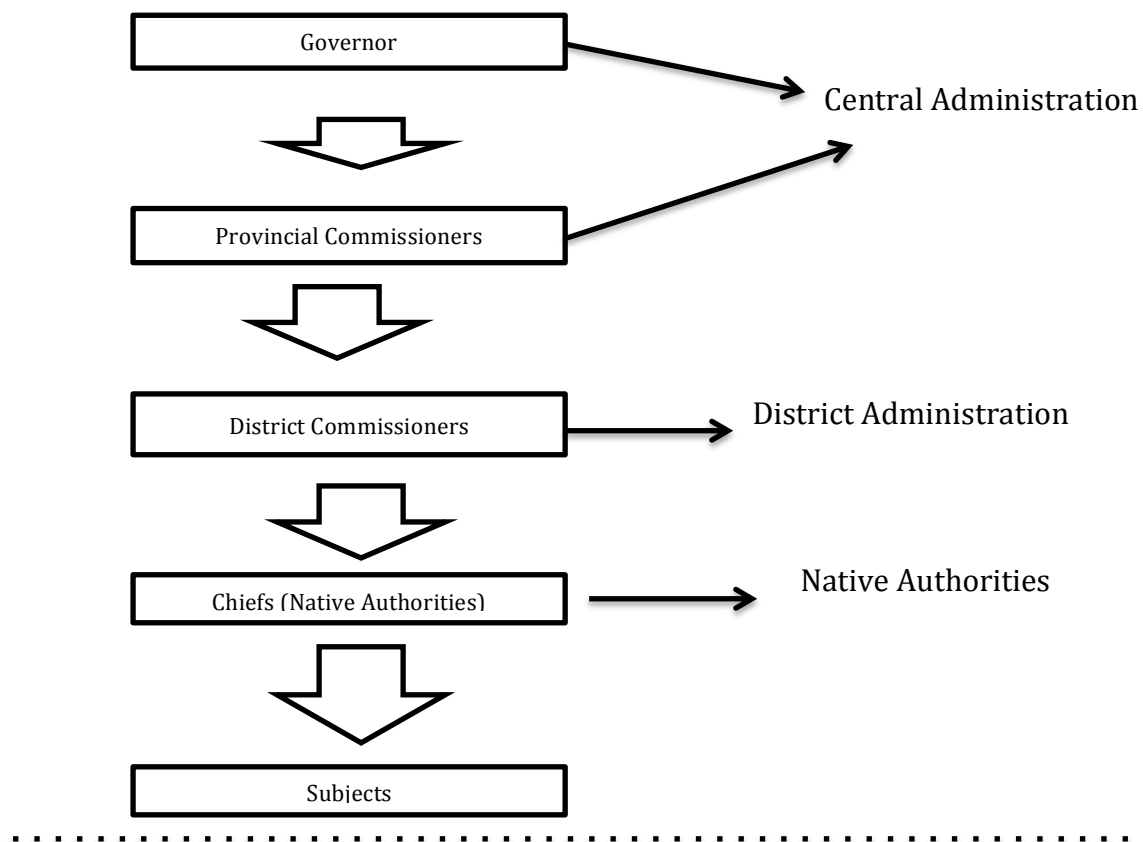 Governor
Central Administration
Provincial Commissioners
District Commissioners
District Administration
Chiefs (Native Authorities)
Native Authorities
Subjects